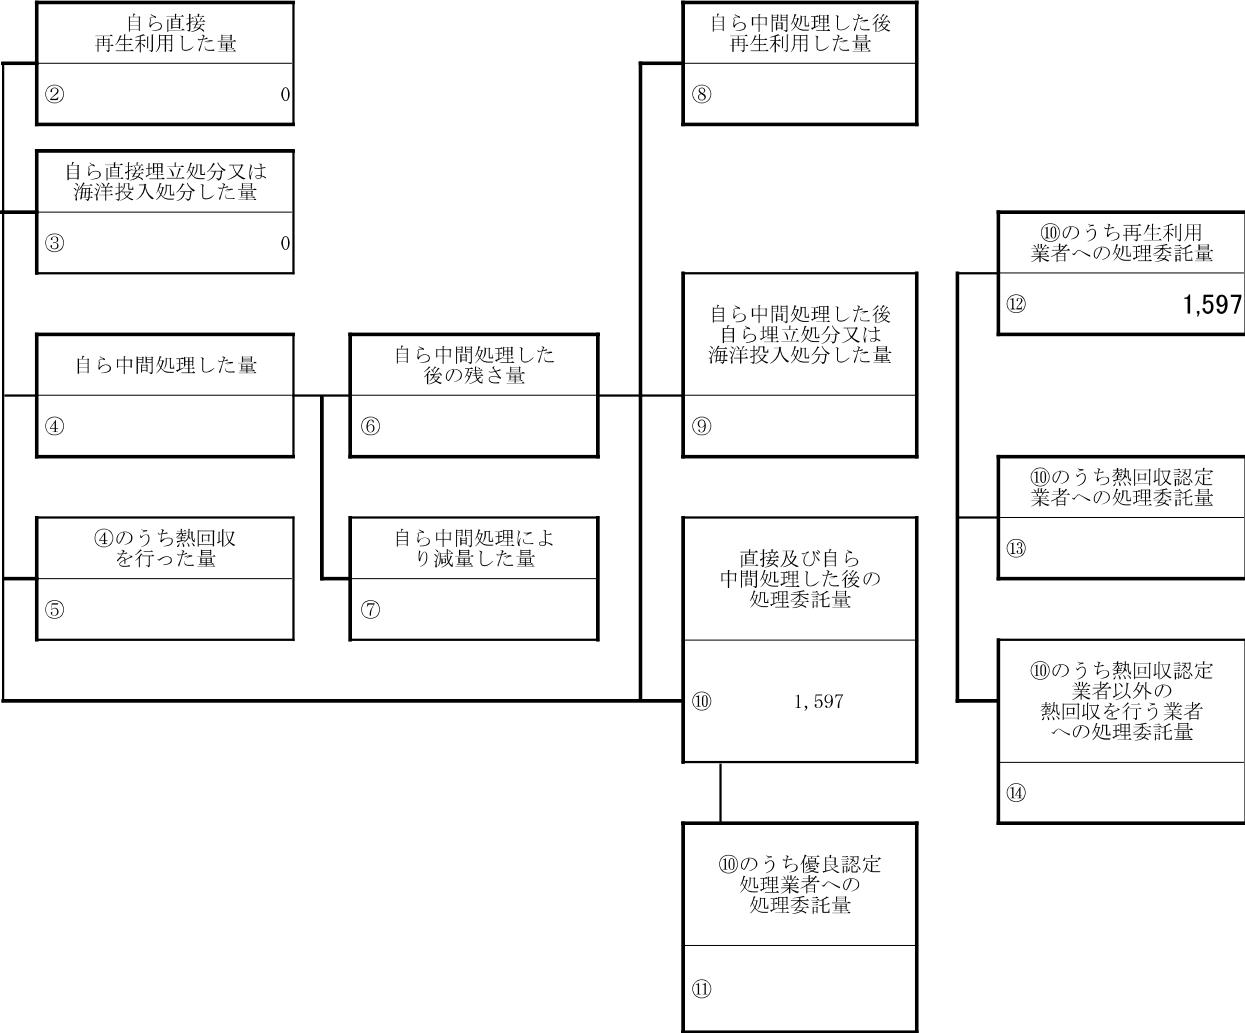 自ら直接
再生利用した量
② 0
自ら直接埋立処分又は
海洋投入処分した量
③ 0
自ら中間処理した量
④
④のうち熱回収
を行った量
⑤
自ら中間処理した
後の残さ量
⑥
自ら中間処理によ
り減量した量
⑦
自ら中間処理した後
再生利用した量
⑧
自ら中間処理した後
自ら埋立処分又は
海洋投入処分した量
⑨
直接及び自ら
中間処理した後の
処理委託量
⑩ 1,597
⑩のうち優良認定
処理業者への
処理委託量
⑪
⑩のうち再生利用
業者への処理委託量
⑫ 1,597
⑩のうち熱回収認定
業者への処理委託量
⑬
⑩のうち熱回収認定
業者以外の
熱回収を行う業者
への処理委託量
⑭